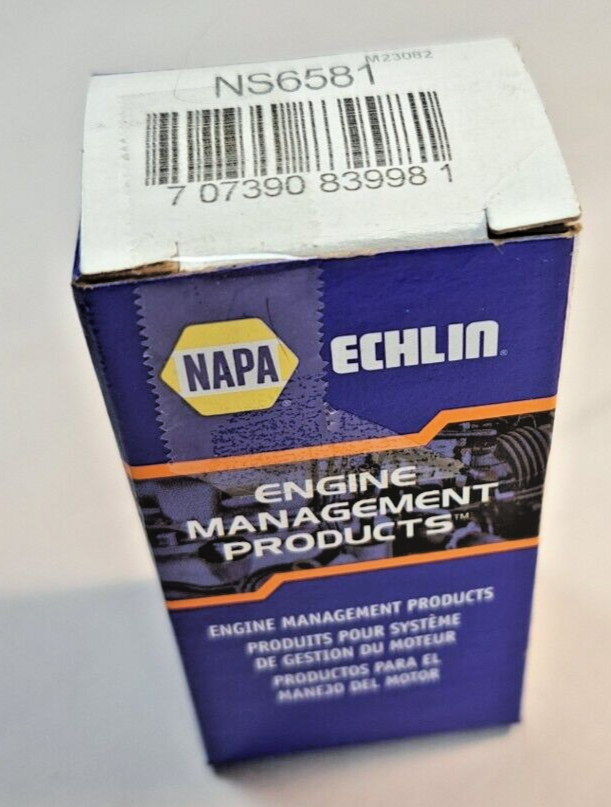 M23082
NS6581
7 07390 83998 1
NAPA
ECHLIN®
ENGINE
MANAGEMENT
PRODUCTS™
ENGINE MANAGEMENT PRODUCTS
PRODUITS POUR SYSTÈME
DE GESTION DU MOTEUR
PRODUCTOS PARA EL
MANEJO DEL MOTOR